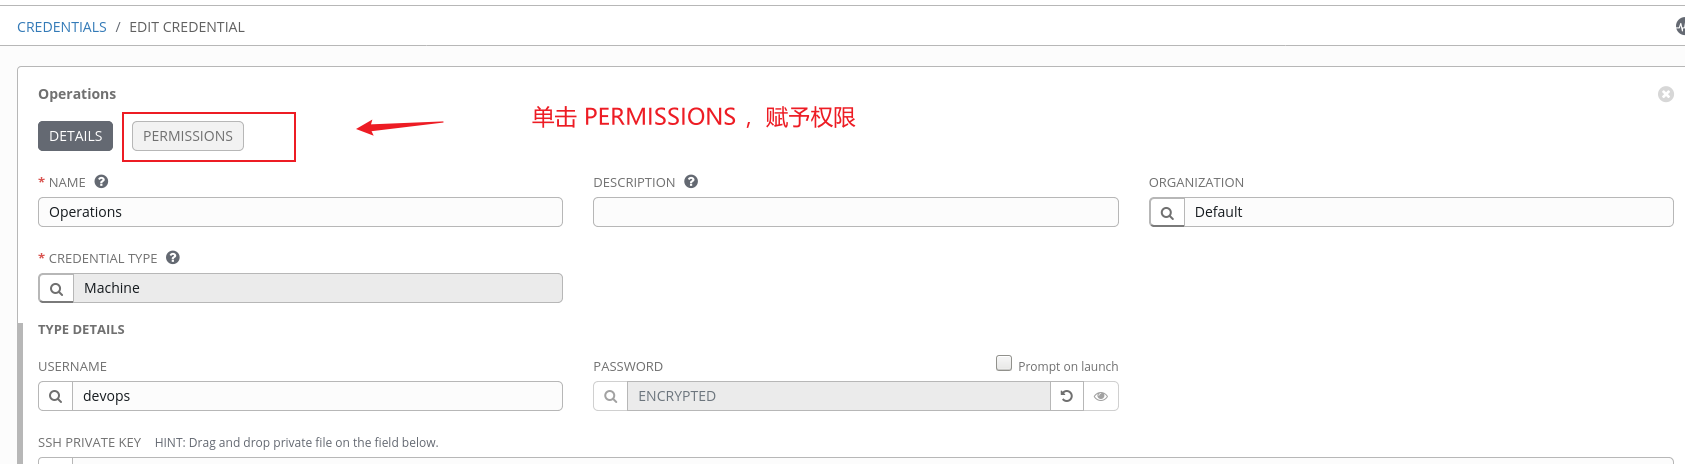 CREDENTIALS / EDIT CREDENTIAL
Operations
DETAILS PERMISSIONS
单击 PERMISSIONS ，赋予权限
* NAME ? DESCRIPTION ? ORGANIZATION
Operations Default
* CREDENTIAL TYPE ?
Machine
TYPE DETAILS
USERNAME PASSWORD Prompt on launch
devops ENCRYPTED
SSH PRIVATE KEY HINT: Drag and drop private file on the field below.